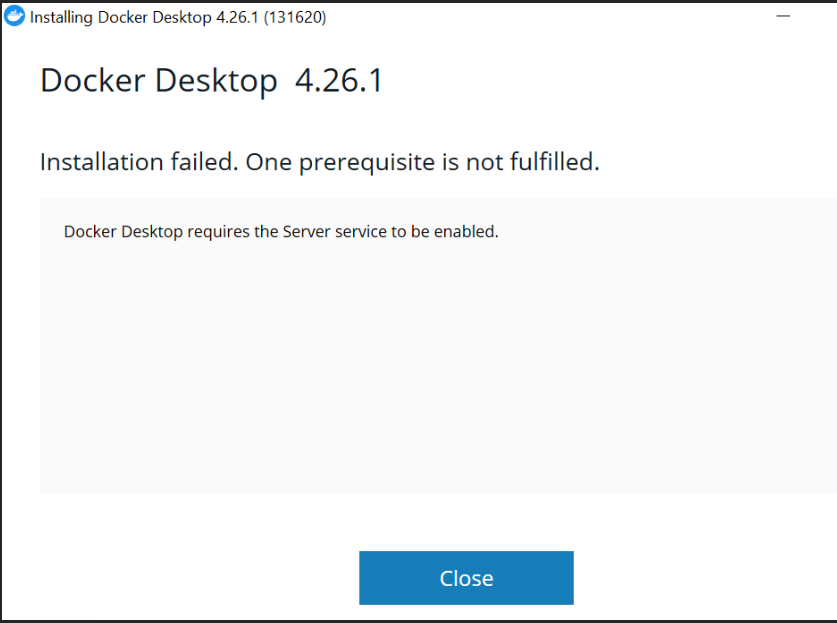 Installing Docker Desktop 4.26.1 (131620)
Docker Desktop 4.26.1
Installation failed. One prerequisite is not fulfilled.
Docker Desktop requires the Server service to be enabled.
Close